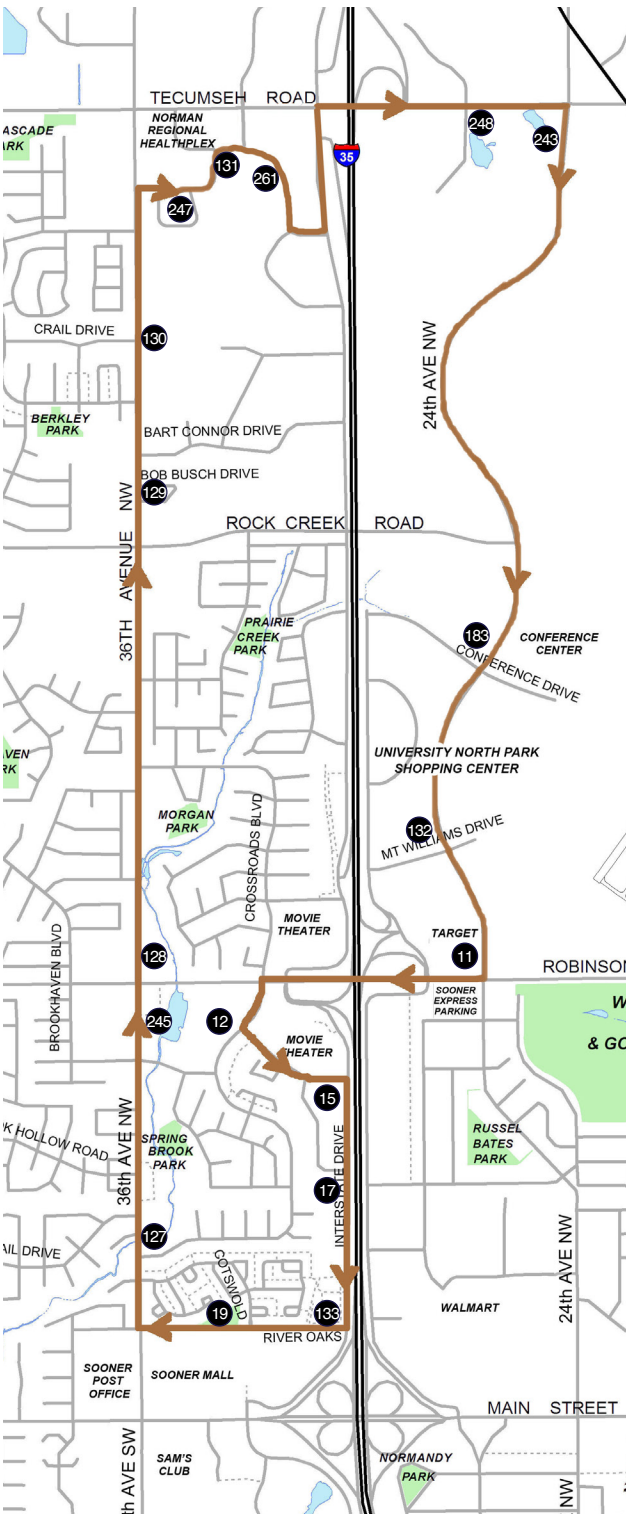 TECUMSEH ROAD
NORMAN
REGIONAL
HEALTHPLEX
ASCADE
ARK
248
243
131
261
35
247
CRAIL DRIVE
130
24th AVE NW
BERKLEY
PARK
BART CONNOR DRIVE
BOB BUSCH DRIVE
129
36TH AVENUE NW
ROCK CREEK ROAD
PRAIRIE
CREEK
PARK
183
CONFERENCE
CENTER
CONFERENCE DRIVE
UNIVERSITY NORTH PARK
SHOPPING CENTER
VEN
RK
MORGAN
PARK
132
MT WILLIAMS DRIVE
CROSSROADS BLVD
MOVIE
THEATER
TARGET
BROOKHAVEN BLVD
128
11
ROBINSON
SOONER
EXPRESS
PARKING
W
& GO
245
12
MOVIE
THEATER
15
36th AVE NW
K HOLLOW ROAD
SPRING
BROOK
PARK
RUSSEL
BATES
PARK
17
INTERSTATE DRIVE
127
AIL DRIVE
COTSWOLD
24th AVE NW
19
133
WALMART
RIVER OAKS
SOONER
POST
OFFICE
SOONER MALL
MAIN STREET
th AVE SW
SAM'S
CLUB
NORMANDY
PARK
NW